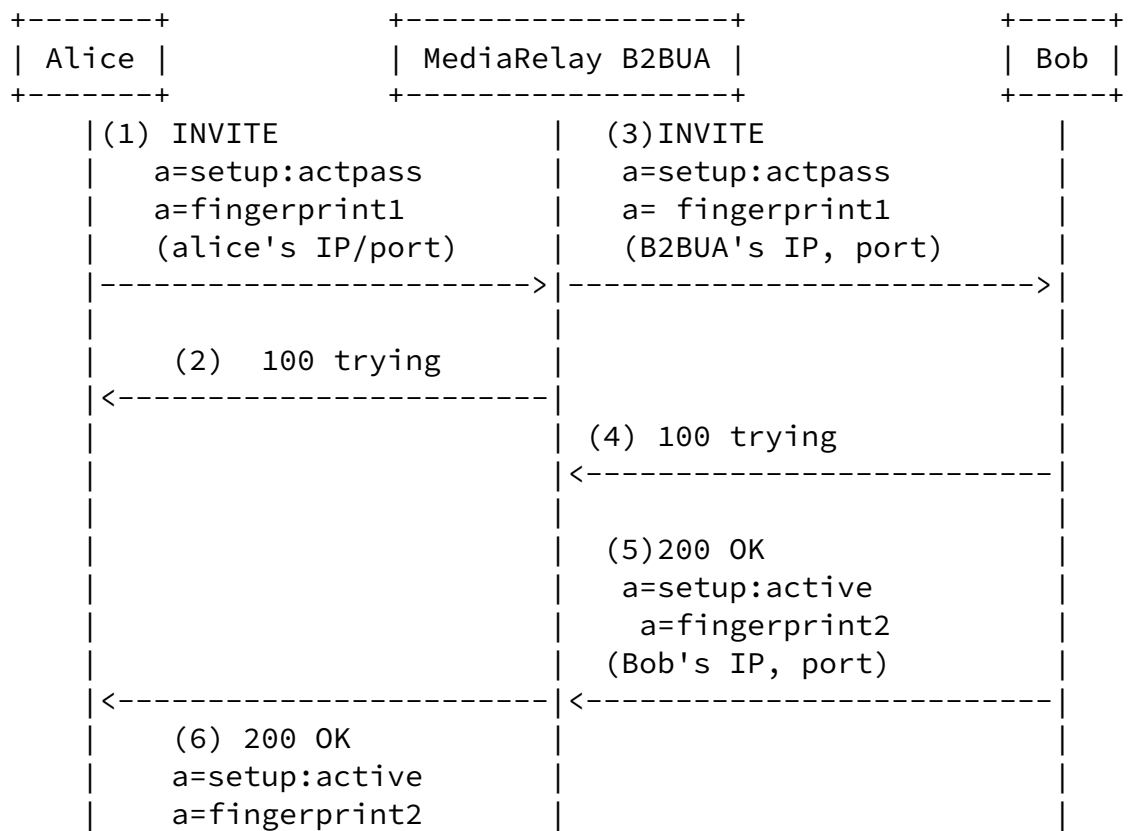 +-------+ +------------------+ +-----+
| Alice | | MediaRelay B2BUA | | Bob |
+-------+ +------------------+ +-----+
|(1) INVITE | (3)INVITE |
| a=setup:actpass | a=setup:actpass |
| a=fingerprint1 | a= fingerprint1 |
| (alice's IP/port) | (B2BUA's IP, port) |
|------------------------>|-------------------------->|
| | |
| (2) 100 trying | |
|<------------------------| |
| | (4) 100 trying |
| |<--------------------------|
| | |
| | (5)200 OK |
| | a=setup:active |
| | a=fingerprint2 |
| | (Bob's IP, port) |
|<------------------------|<--------------------------|
| (6) 200 OK | |
| a=setup:active | |
| a=fingerprint2 | |